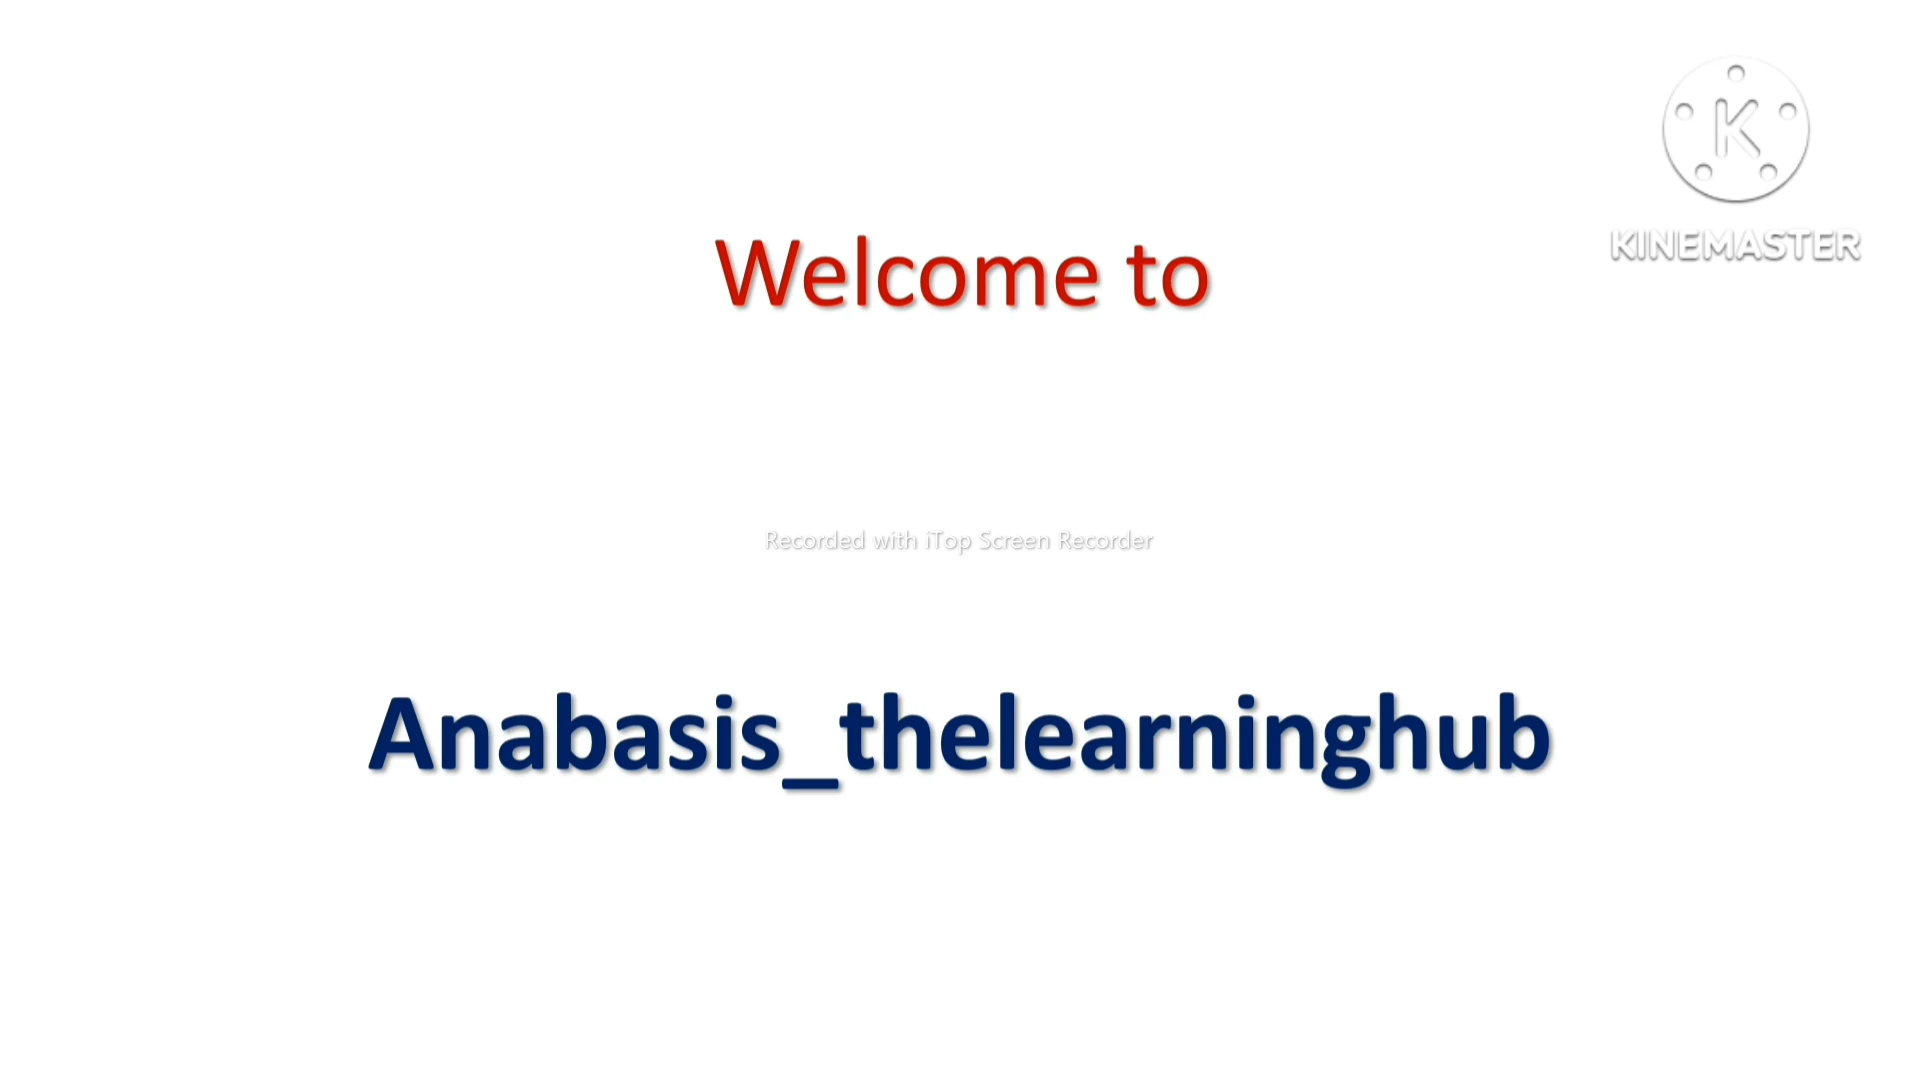 K
KINEMASTER
Welcome to
Recorded with iTop Screen Recorder
Anabasis_thelearninghub